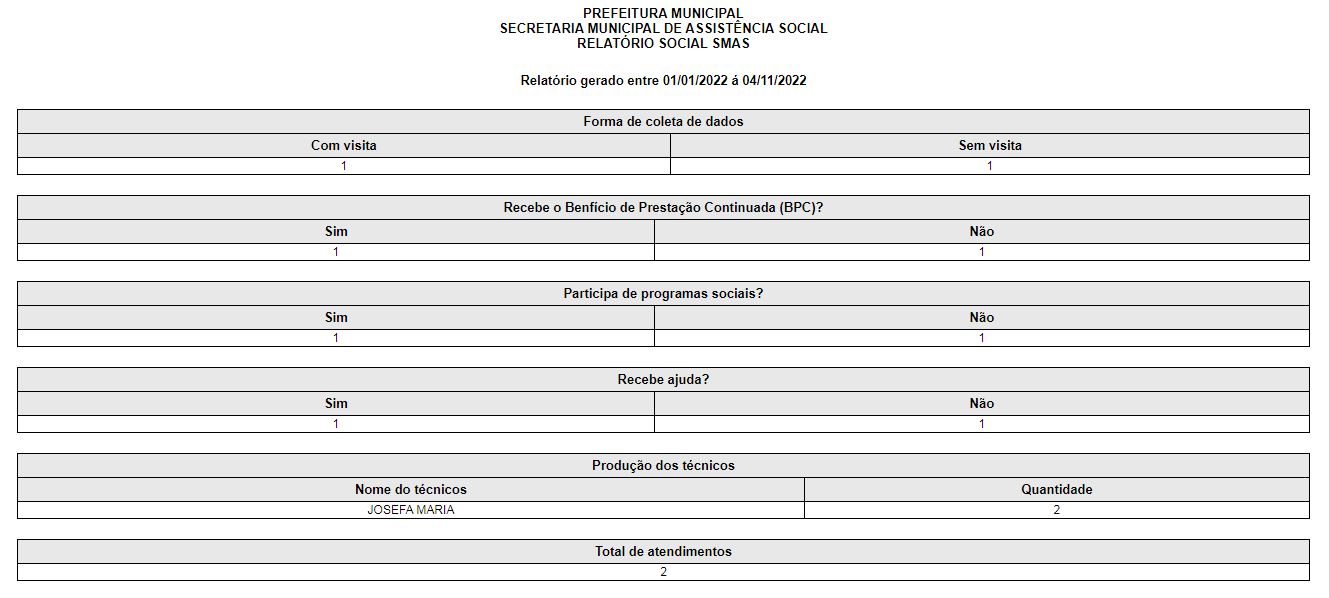 PREFEITURA MUNICIPAL
SECRETARIA MUNICIPAL DE ASSISTÊNCIA SOCIAL
RELATÓRIO SOCIAL SMAS
Relatório gerado entre 01/01/2022 á 04/11/2022
Forma de coleta de dados
Com visita Sem visita
1 1
Recebe o Benfício de Prestação Continuada (BPC)?
Sim Não
1 1
Participa de programas sociais?
Sim Não
1 1
Recebe ajuda?
Sim Não
1 1
Produção dos técnicos
Nome do técnicos Quantidade
JOSEFA MARIA 2
Total de atendimentos
2